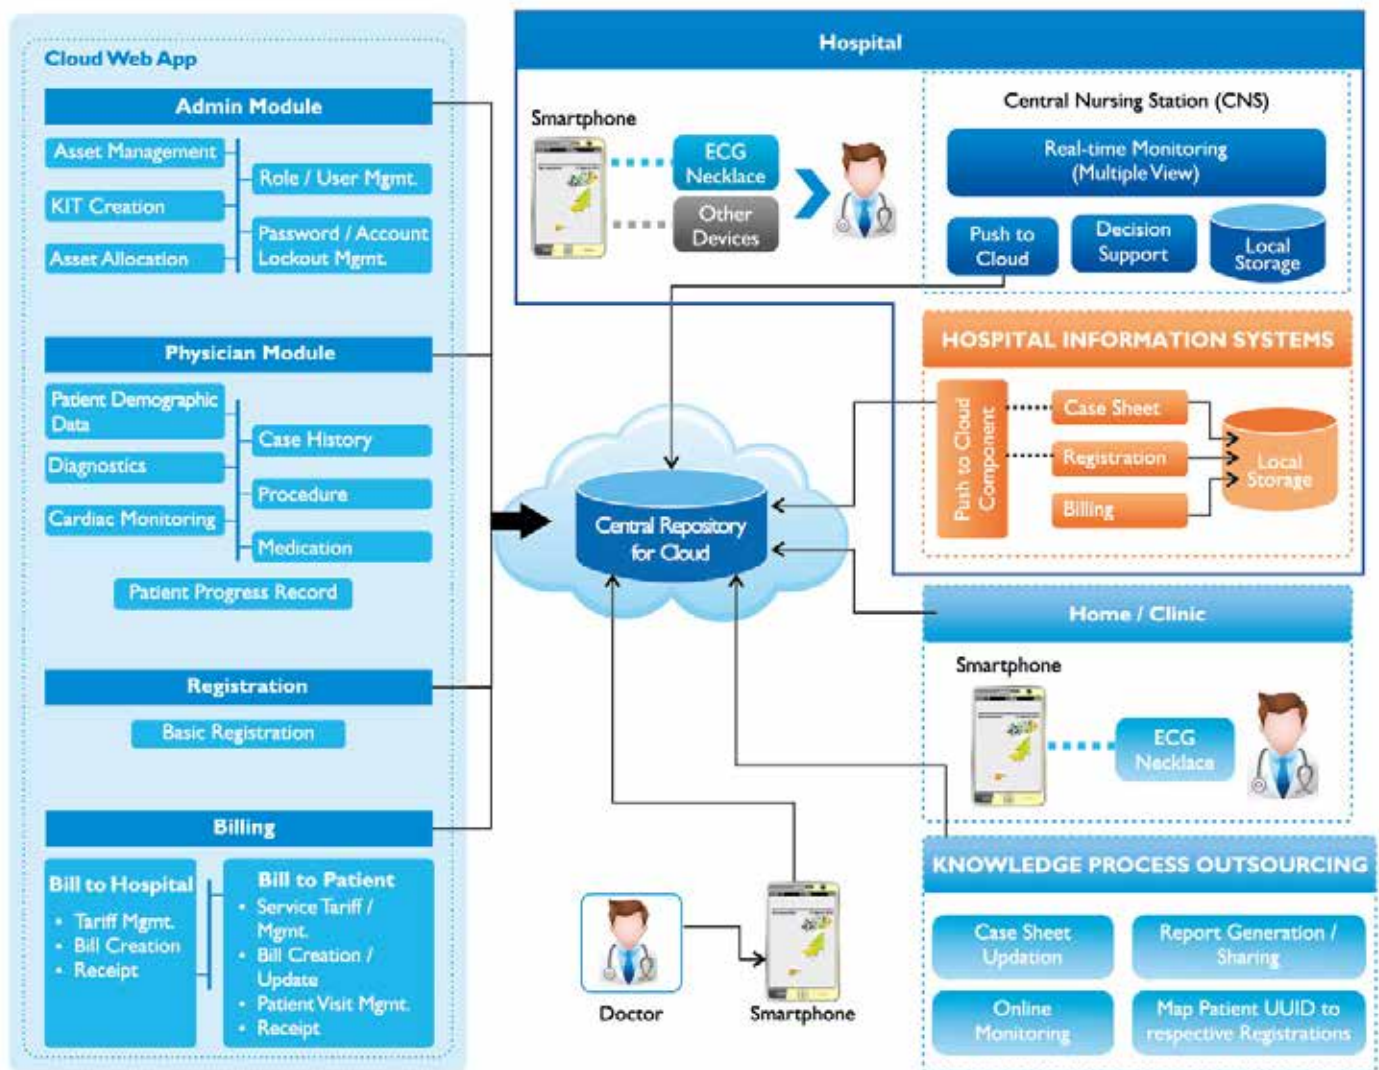 Cloud Web App
Admin Module
Asset Management
Role / User Mgmt.
KIT Creation
Password / Account
Lockout Mgmt.
Asset Allocation
Physician Module
Patient Demographic
Data
Case History
Diagnostics
Procedure
Cardiac Monitoring
Medication
Patient Progress Record
Registration
Basic Registration
Billing
Bill to Hospital
• Tariff Mgmt.
• Bill Creation
• Receipt
Bill to Patient
• Service Tariff /
Mgmt.
• Bill Creation /
Update
• Patient Visit Mgmt.
• Receipt
Central Repository
for Cloud
Doctor
Smartphone
Hospital
Smartphone
ECG
Necklace
Other
Devices
Central Nursing Station (CNS)
Real-time Monitoring
(Multiple View)
Push to
Cloud
Decision
Support
Local
Storage
HOSPITAL INFORMATION SYSTEMS
Push to Cloud
Component
Case Sheet
Registration
Billing
Local
Storage
Home / Clinic
Smartphone
ECG
Necklace
KNOWLEDGE PROCESS OUTSOURCING
Case Sheet
Updation
Report Generation /
Sharing
Online
Monitoring
Map Patient UUID to
respective Registrations